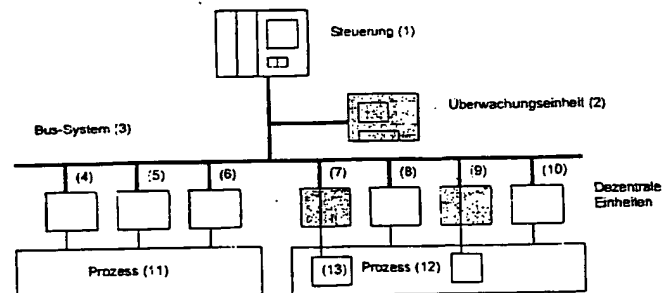 Steuerung (1)
Überwachungseinheit (2)
Bus-System (3)
(4) (5) (6) (7) (8) (9) (10)
Dezentrale
Einheiten
Prozess (11) (13) Prozess (12)